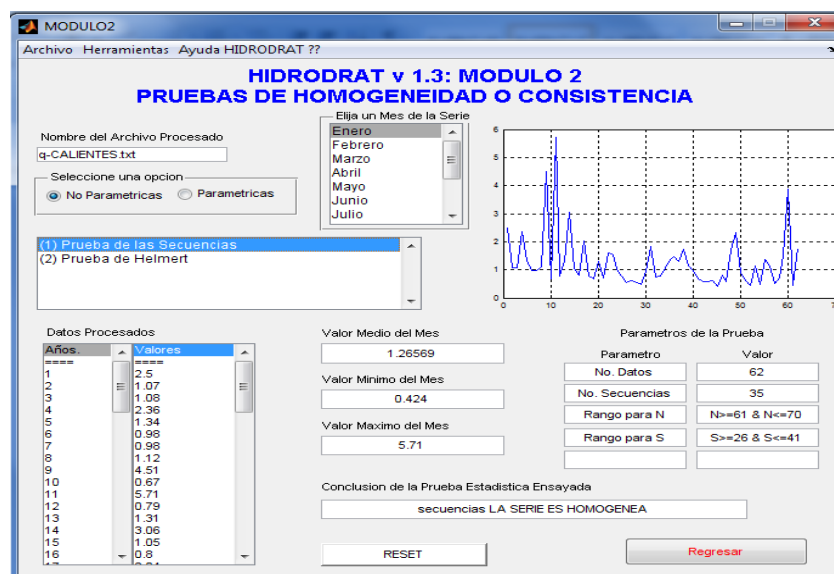 MODULO2
Archivo Herramientas Ayuda HIDRODRAT ??
HIDRODRAT v 1.3: MODULO 2
PRUEBAS DE HOMOGENEIDAD O CONSISTENCIA
Nombre del Archivo Procesado
q-CALIENTES.txt
Seleccione una opcion
No Parametricas
Parametricas
Elija un Mes de la Serie
Enero
Febrero
Marzo
Abril
Mayo
Junio
Julio
6
5
4
3
2
1
0
0 10 20 30 40 50 60 7
(1) Prueba de las Secuencias
(2) Prueba de Helmert
Datos Procesados
Años. Valores
==== ====
1 2.5
2 1.07
3 1.08
4 2.36
5 1.34
6 0.98
7 0.98
8 1.12
9 4.51
10 0.67
11 5.71
12 0.79
13 1.31
14 3.06
15 1.05
16 0.8
Valor Medio del Mes
1.26569
Valor Minimo del Mes
0.424
Valor Maximo del Mes
5.71
Parametros de la Prueba
Parametro Valor
No. Datos 62
No. Secuencias 35
Rango para N N>=61 & N<=70
Rango para S S>=26 & S<=41
Conclusion de la Prueba Estadistica Ensayada
secuencias LA SERIE ES HOMOGENEA
RESET
Regresar